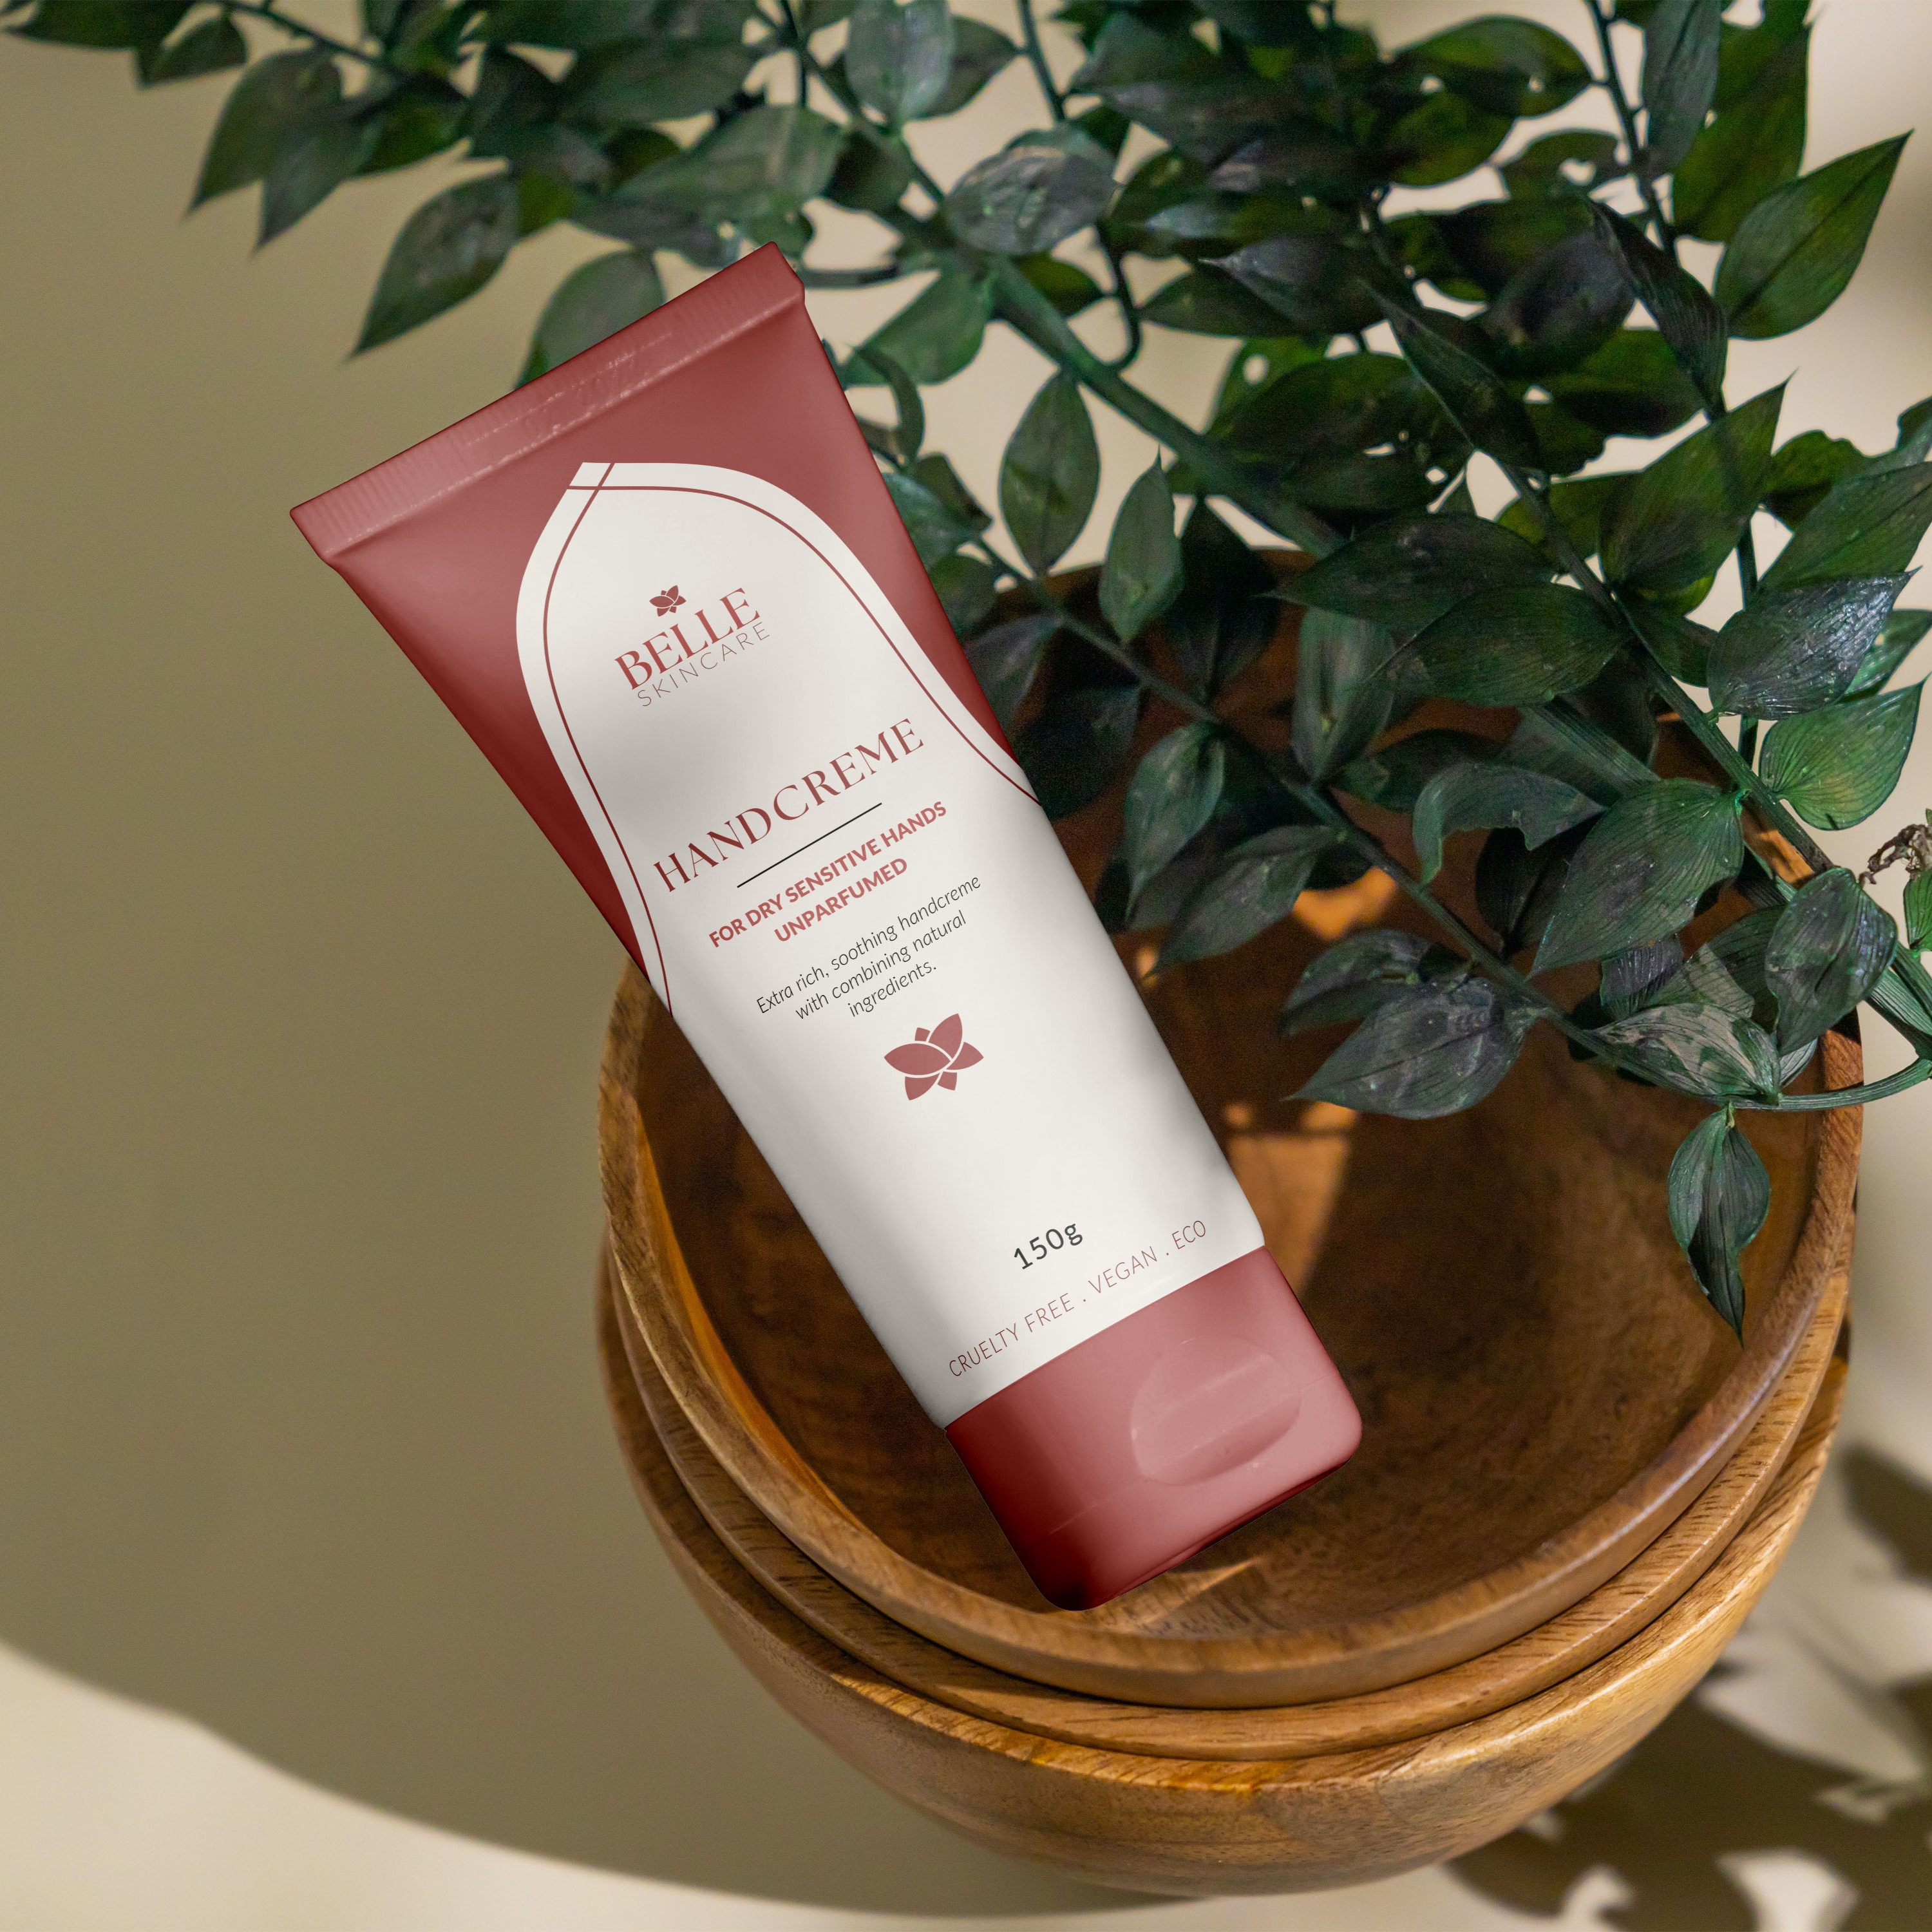 BELLE
SKINCARE
HANDCREME
FOR DRY SENSITIVE HANDS
UNPARFUMED
Extra rich, soothing handcreme
with combining natural
ingredients.
150g
CRUELTY FREE . VEGAN . ECO